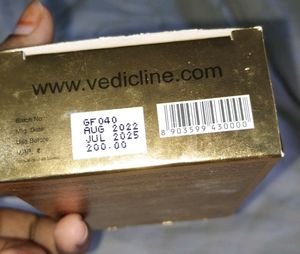 www.vedicline.com
Batch No. GF040
Mfg. Date AUG 2022
Use Before JUL 2025
M.R.P. ₹ 200.00
8 903599 430000